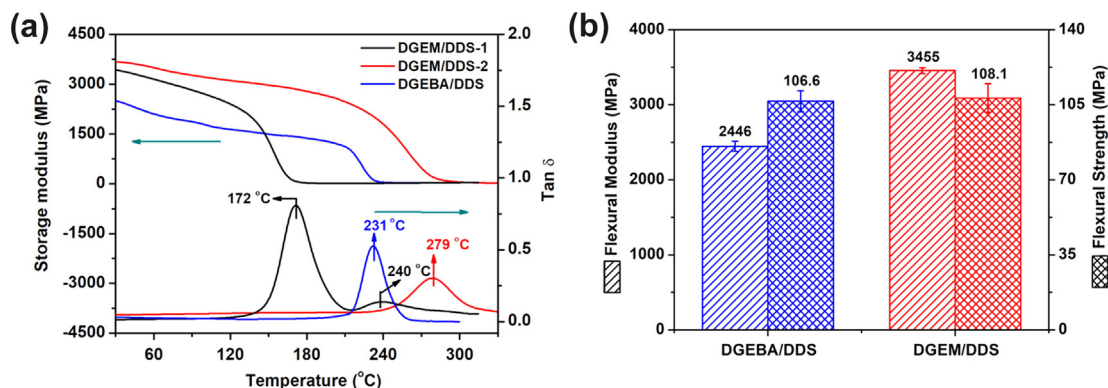 (a)
4500
3000
1500
0
-1500
-3000
-4500
Storage modulus (MPa)
2.0
1.5
1.0
0.5
0.0
Tan δ
DGEM/DDS-1
DGEM/DDS-2
DGEBA/DDS
172 °C
231 °C
279 °C
240 °C
60 120 180 240 300
Temperature (°C)
(b)
4000
3000
2000
1000
0
Flexural Modulus (MPa)
140
105
70
35
0
Flexural Strength (MPa)
2446
106.6
3455
108.1
DGEBA/DDS DGEM/DDS